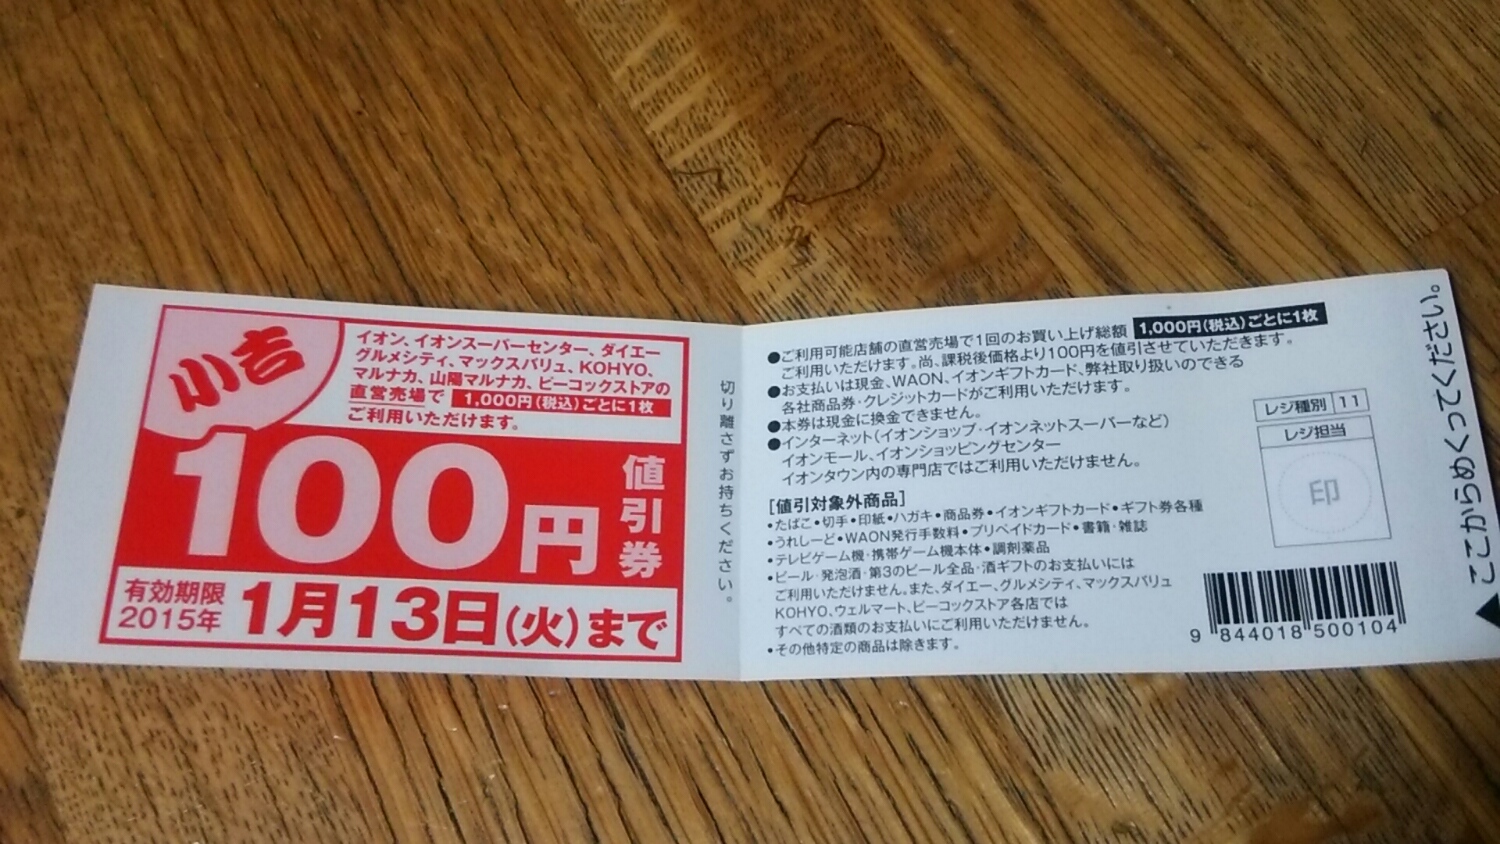 小吉
イオン、イオンスーパーセンター、ダイエー
グルメシティ、マックスバリュ、KOHYO、
マルナカ、山陽マルナカ、ピーコックストアの
直営売場で 1,000円(税込)ごとに1枚
ご利用いただけます。
100円
値引券
有効期限
2015年
1月13日(火)まで
切り離さずお持ちください。
●ご利用可能店舗の直営売場で1回のお買い上げ総額 1,000円(税込)ごとに1枚
ご利用いただけます。尚、課税後価格より100円を値引させていただきます。
●お支払いは現金、WAON、イオンギフトカード、弊社取り扱いのできる
各社商品券・クレジットカードがご利用いただけます。
●本券は現金に換金できません。
●インターネット(イオンショップ・イオンネットスーパーなど)
イオンモール、イオンショッピングセンター
イオンタウン内の専門店ではご利用いただけません。
[値引対象外商品]
•たばこ•切手•印紙•ハガキ•商品券•イオンギフトカード•ギフト券各種
•うれしーど•WAON発行手数料•プリペイドカード•書籍・雑誌
•テレビゲーム機・携帯ゲーム機本体•調剤薬品
•ビール・発泡酒・第3のビール全品・酒ギフトのお支払いには
ご利用いただけません。また、ダイエー、グルメシティ、マックスバリュ
KOHYO、ウェルマート、ピーコックストア各店では
すべての酒類のお支払いにご利用いただけません。
•その他特定の商品は除きます。
レジ種別 11
レジ担当
印
9 844018 500104
ここからめくってください。